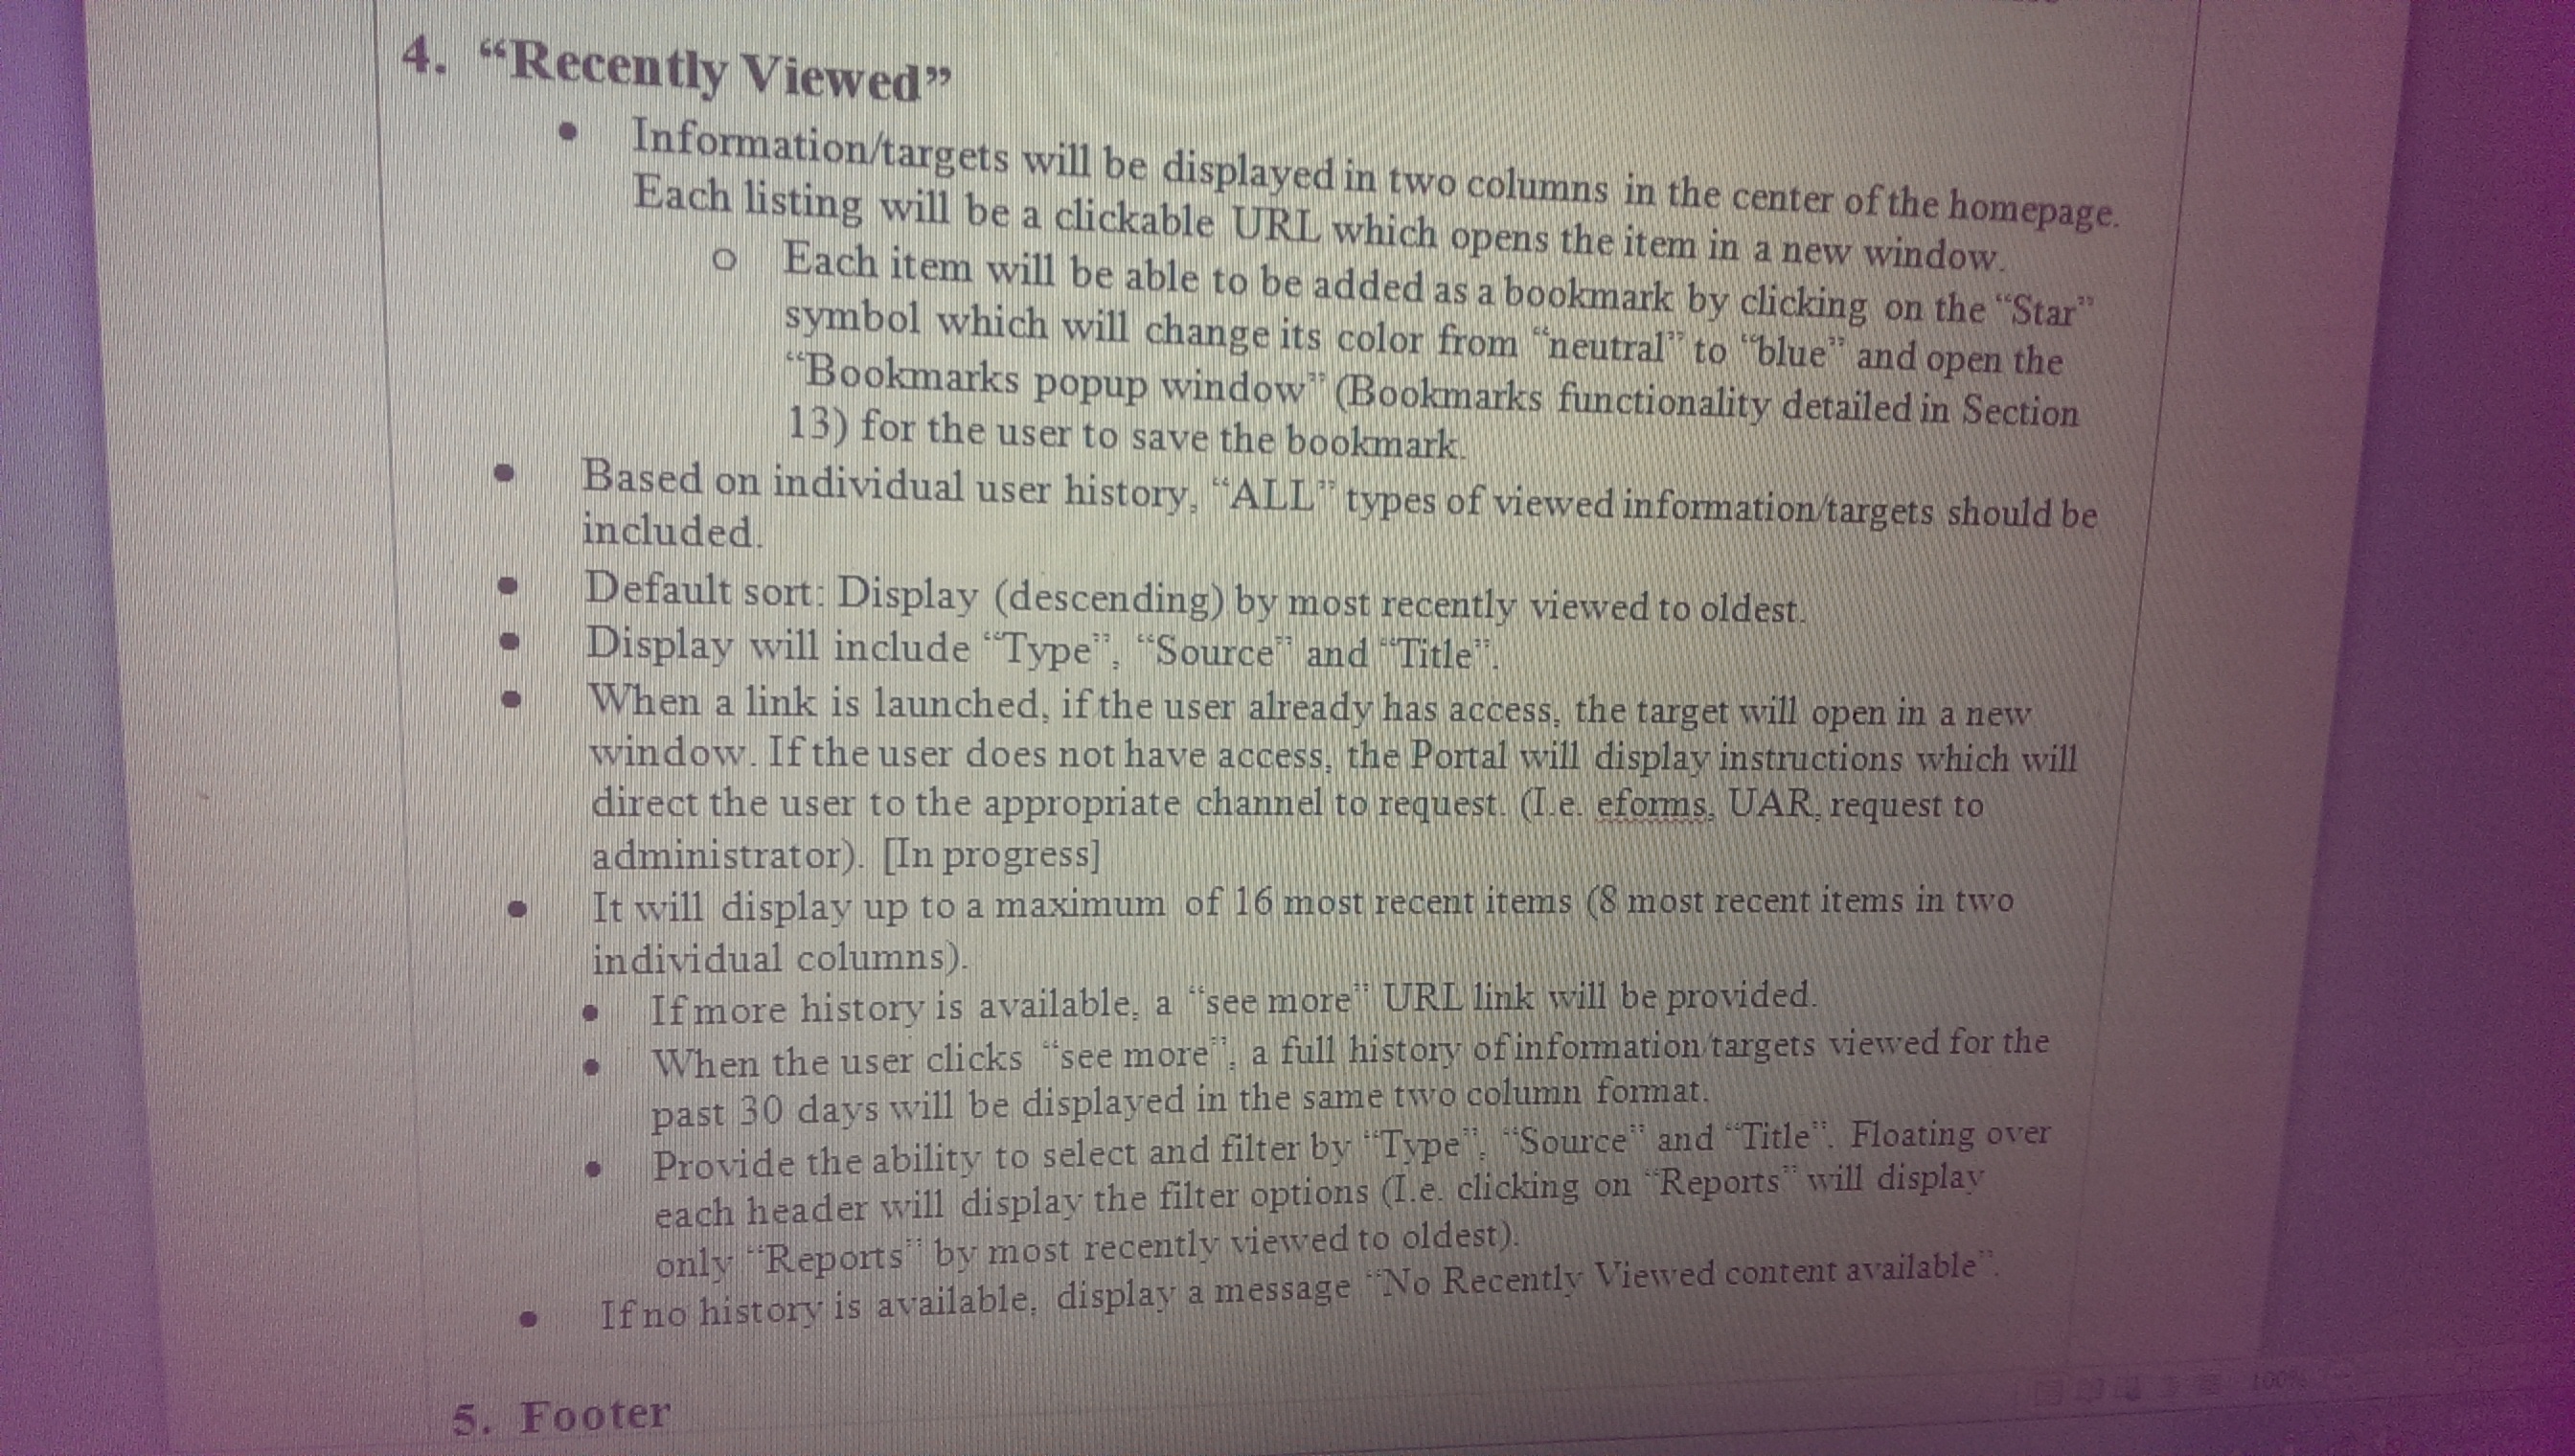 4. “Recently Viewed”
• Information/targets will be displayed in two columns in the center of the homepage.
Each listing will be a clickable URL which opens the item in a new window.
o Each item will be able to be added as a bookmark by clicking on the “Star”
symbol which will change its color from “neutral” to “blue” and open the
“Bookmarks popup window” (Bookmarks functionality detailed in Section
13) for the user to save the bookmark.
• Based on individual user history, “ALL” types of viewed information/targets should be
included.
• Default sort: Display (descending) by most recently viewed to oldest.
• Display will include “Type”, “Source” and “Title”.
• When a link is launched, if the user already has access, the target will open in a new
window. If the user does not have access, the Portal will display instructions which will
direct the user to the appropriate channel to request. (I.e. eforms, UAR, request to
administrator). [In progress]
• It will display up to a maximum of 16 most recent items (8 most recent items in two
individual columns).
• If more history is available, a “see more” URL link will be provided.
• When the user clicks “see more”, a full history of information/targets viewed for the
past 30 days will be displayed in the same two column format.
• Provide the ability to select and filter by “Type”, “Source” and “Title”. Floating over
each header will display the filter options (I.e. clicking on “Reports” will display
only “Reports” by most recently viewed to oldest).
• If no history is available, display a message “No Recently Viewed content available”.
5. Footer
100%